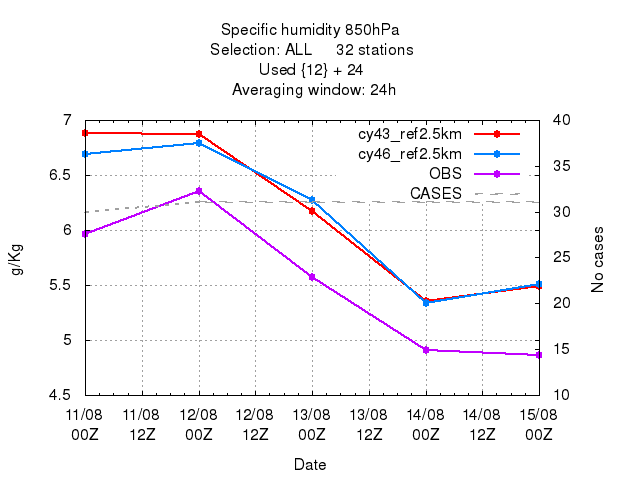 Specific humidity 850hPa
Selection: ALL 32 stations
Used {12} + 24
Averaging window: 24h
cy43_ref2.5km
cy46_ref2.5km
OBS
CASES
g/Kg
7
6.5
6
5.5
5
4.5
No cases
40
35
30
25
20
15
10
11/08 11/08 12/08 12/08 13/08 13/08 14/08 14/08 15/08
00Z 12Z 00Z 12Z 00Z 12Z 00Z 12Z 00Z
Date